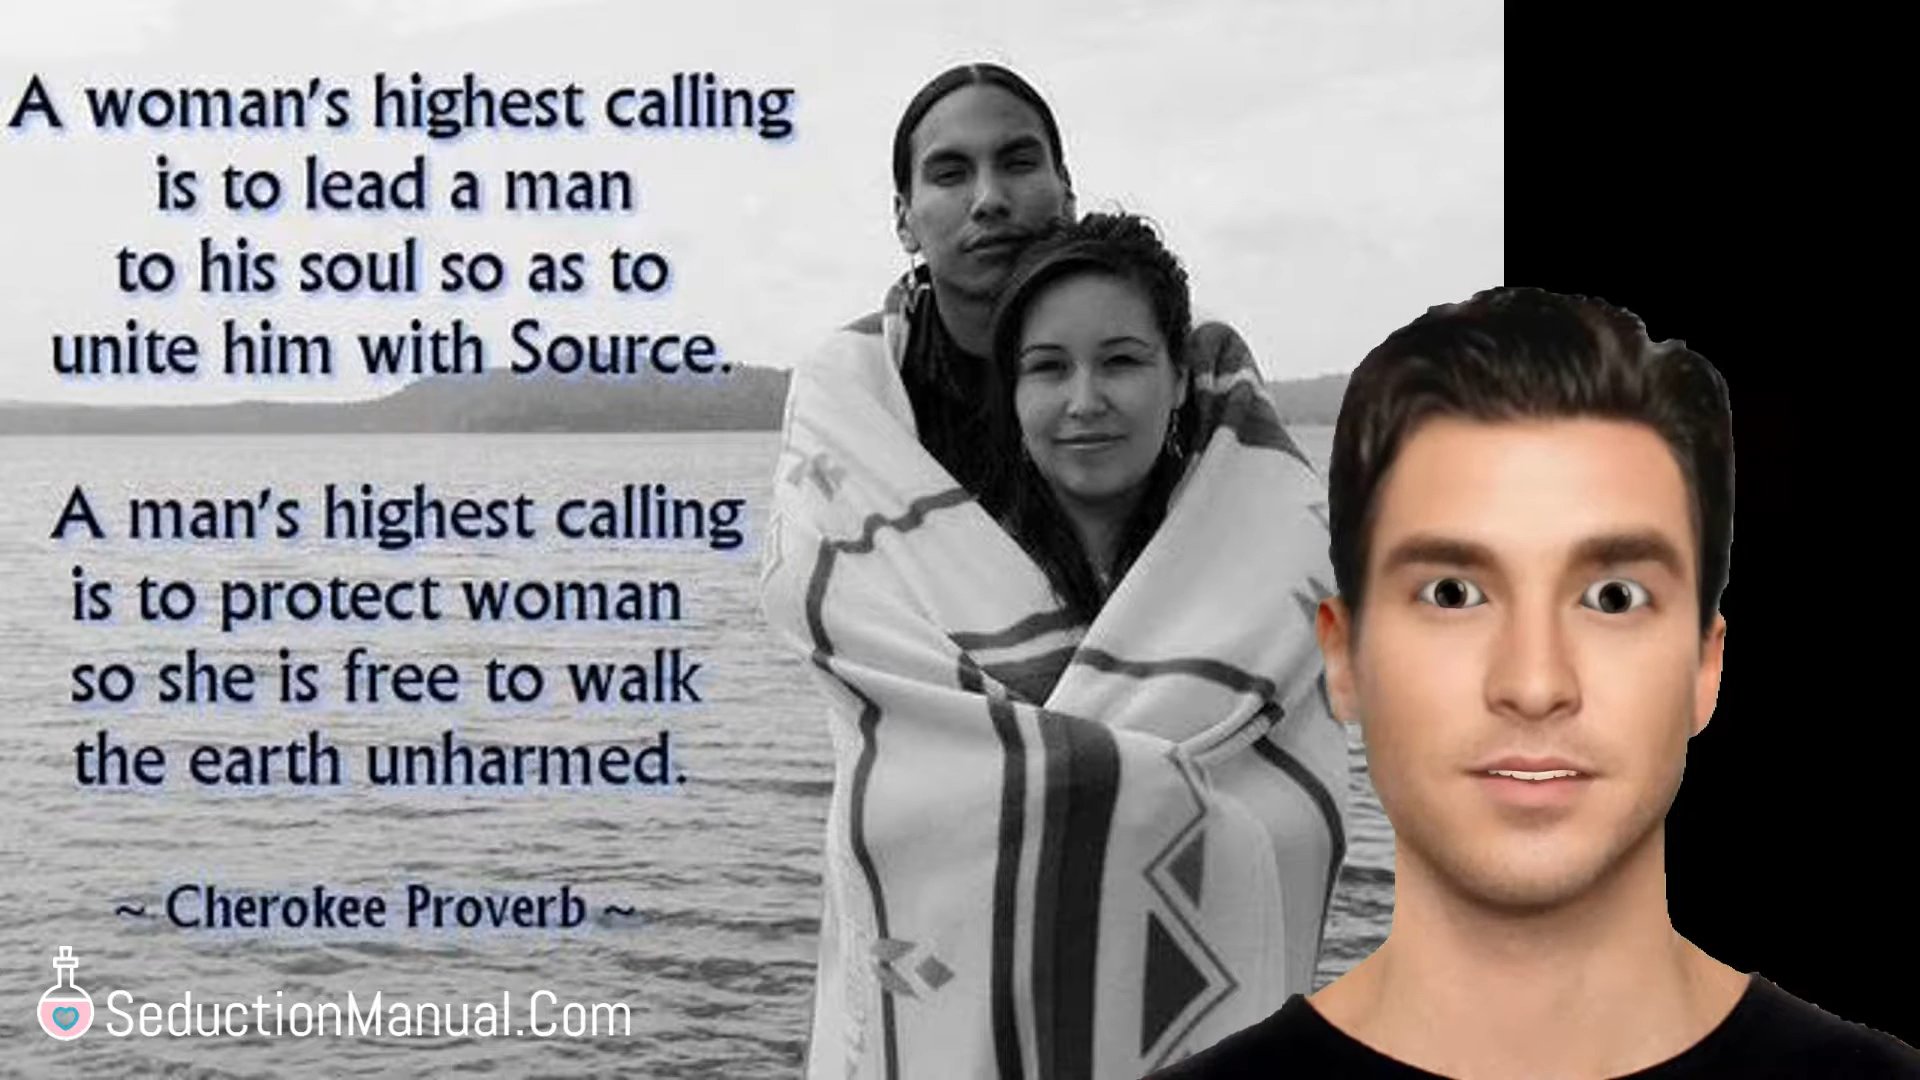 A woman's highest calling
is to lead a man
to his soul so as to
unite him with Source.
A man's highest calling
is to protect woman
so she is free to walk
the earth unharmed.
~ Cherokee Proverb ~
SeductionManual.Com